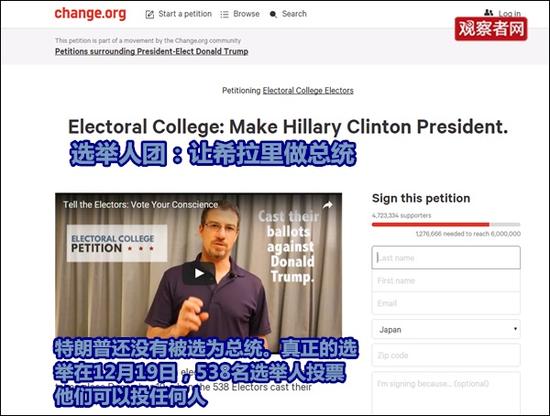 change.org
Start a petition
Browse
Search
Log in
观察者网
This petition is part of a movement by the Change.org community
Petitions surrounding President-Elect Donald Trump
Petitioning Electoral College Electors
Electoral College: Make Hillary Clinton President.
选举人团：让希拉里做总统
Tell the Electors: Vote Your Conscience
ELECTORAL COLLEGE
PETITION
Cast their
ballots
against
Donald
Trump.
Sign this petition
4,723,334 supporters
1,276,666 needed to reach 6,000,000
Last name
First name
Email
Japan
Zip code
I'm signing because... (optional)
特朗普还没有被选为总统。真正的选
举在12月19日，538名选举人投票
他们可以投任何人
the 538 Electors cast their